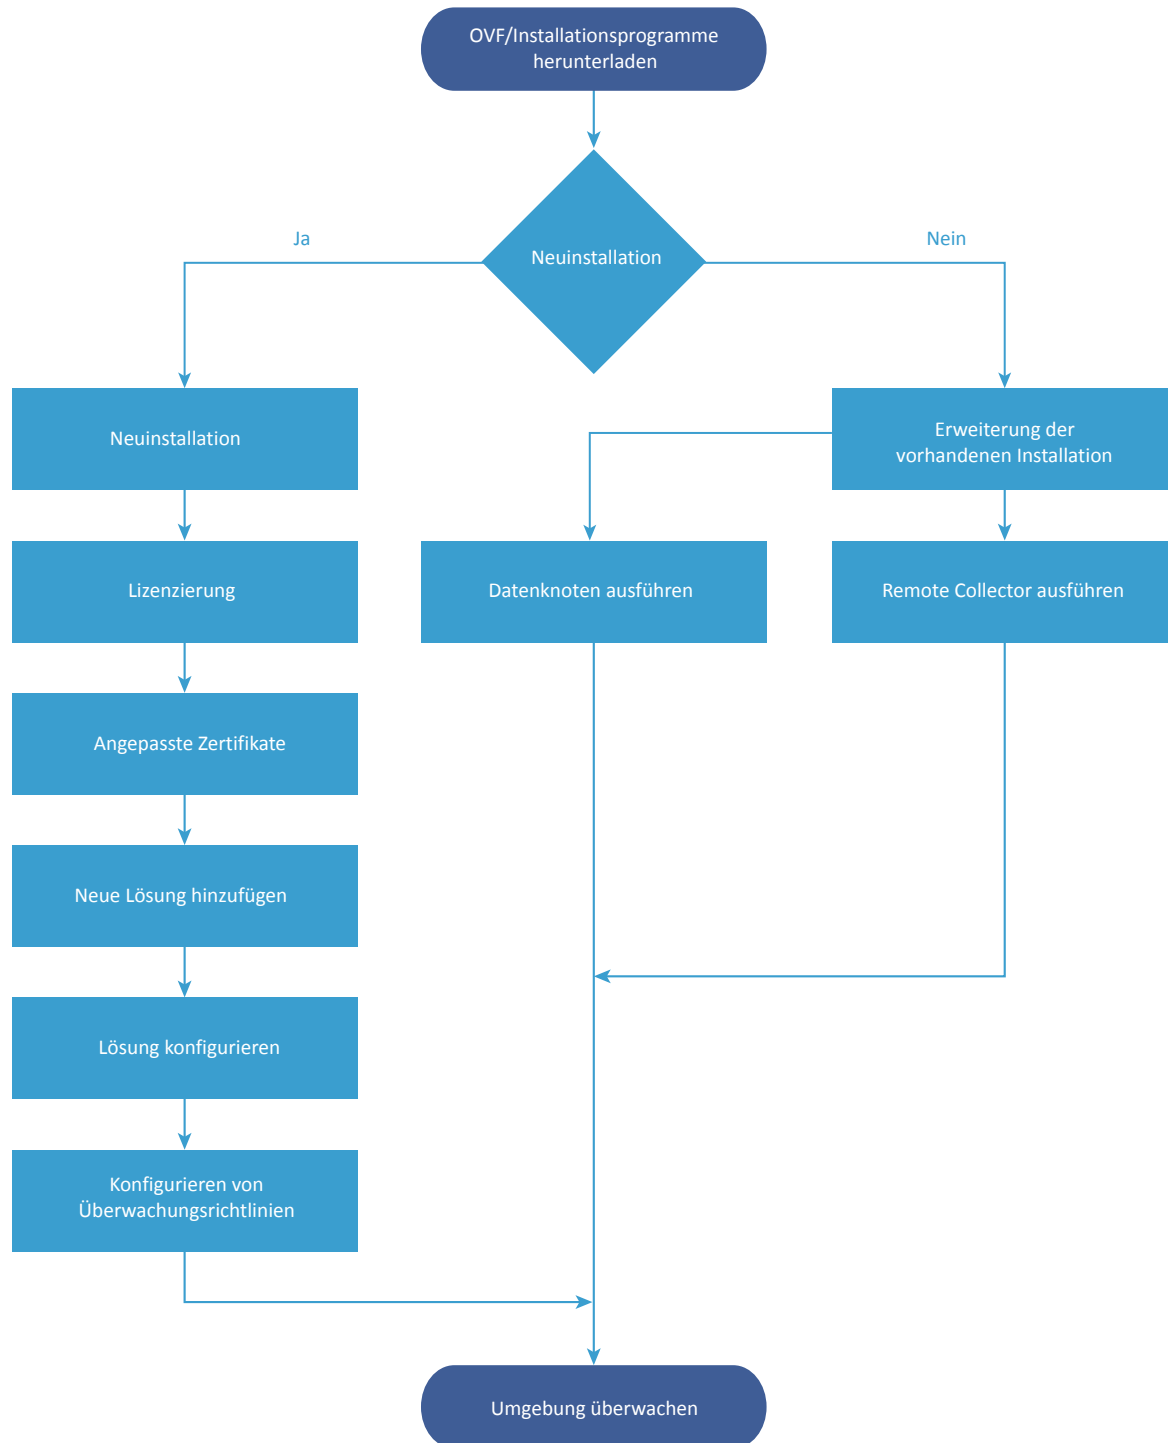 OVF/Installationsprogramme
herunterladen
Neuinstallation
Ja
Nein
Neuinstallation
Erweiterung der
vorhandenen Installation
Lizenzierung
Datenknoten ausführen
Remote Collector ausführen
Angepasste Zertifikate
Neue Lösung hinzufügen
Lösung konfigurieren
Konfigurieren von
Überwachungsrichtlinien
Umgebung überwachen